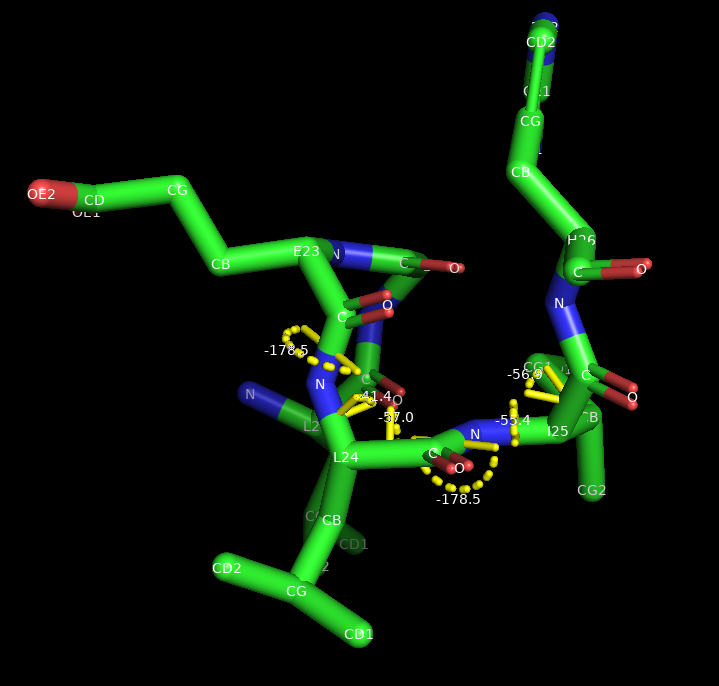 CD2
CG
CB
OE2
CD
CG
H26
E23
N
C
O
CB
C
O
N
O
C
-178.5
N
C
-56.9
N
-41.4
O
O
-57.0
-55.4
CB
L24
C
O
N
I25
CG2
-178.5
CB
CD1
CD2
CG
CD1